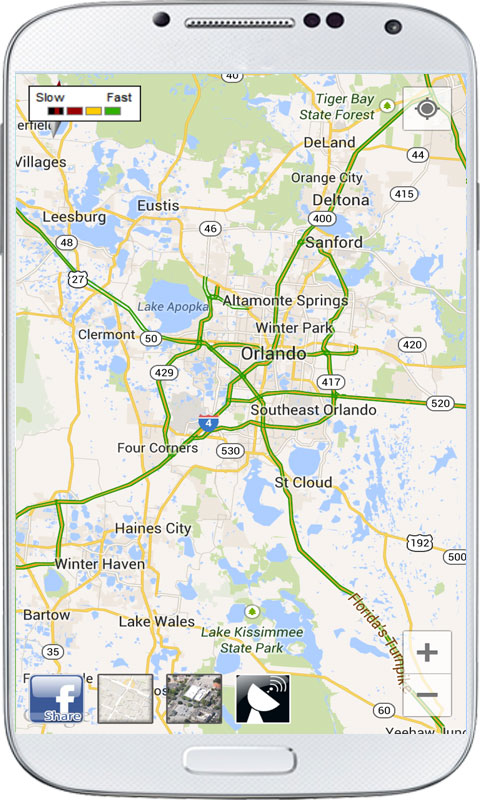 40
Slow Fast
Tiger Bay
State Forest
erfiel
DeLand
Villages
44
Orange City
415
Eustis
Deltona
Leesburg
400
46
48
Sanford
27
Lake Apopka
Altamonte Springs
Winter Park
Clermont
50
420
Orlando
429
417
520
Southeast Orlando
4
Four Corners
530
St Cloud
Haines City
192
500
Winter Haven
Florida's Turnpik
Bartow
Lake Wales
Lake Kissimmee
State Park
35
+
−
f
Share
60
Yeehaw Junc